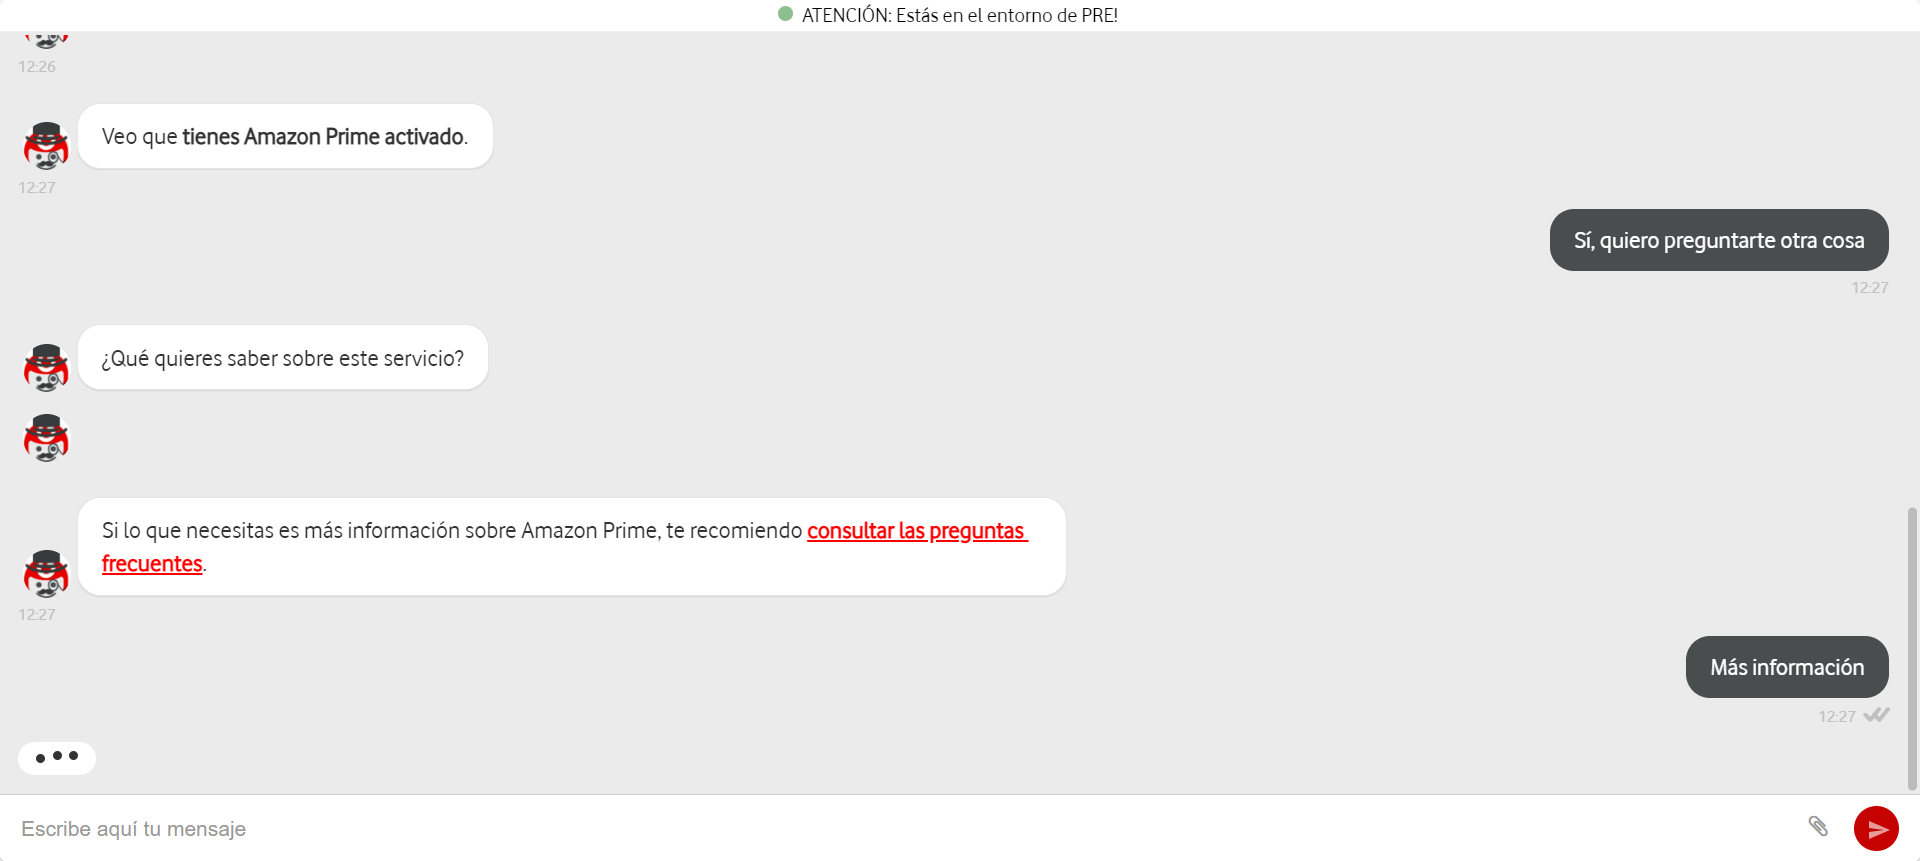 ATENCIÓN: Estás en el entorno de PRE!
12:26
Veo que tienes Amazon Prime activado.
12:27
Sí, quiero preguntarte otra cosa
12:27
¿Qué quieres saber sobre este servicio?
Si lo que necesitas es más información sobre Amazon Prime, te recomiendo consultar las preguntas
frecuentes.
12:27
Más información
12:27
Escribe aquí tu mensaje